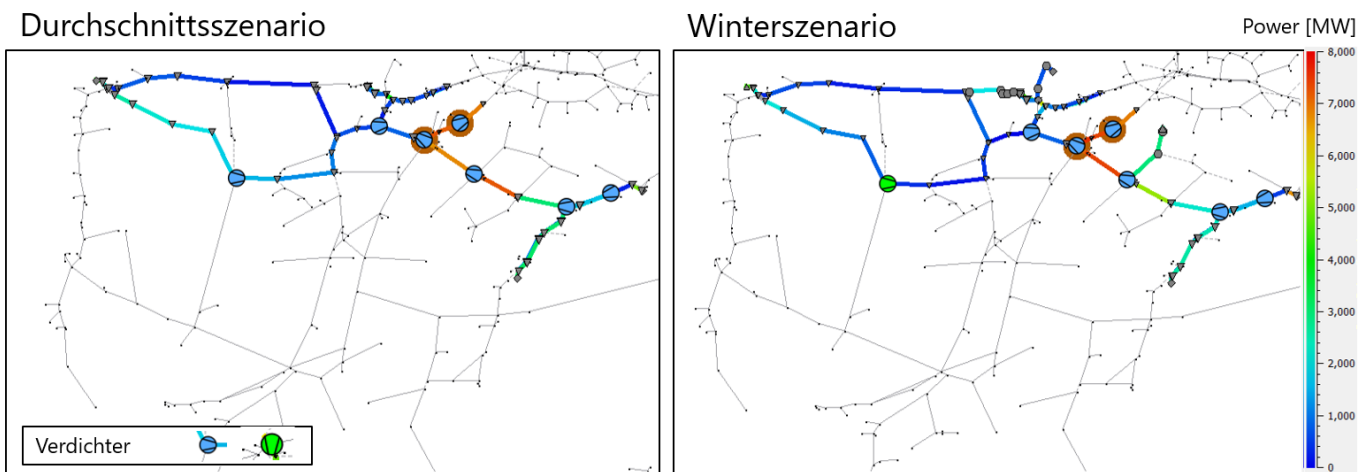 Durchschnittsszenario
Winterszenario
Power [MW]
8,000
7,000
6,000
5,000
4,000
3,000
2,000
1,000
0
Verdichter